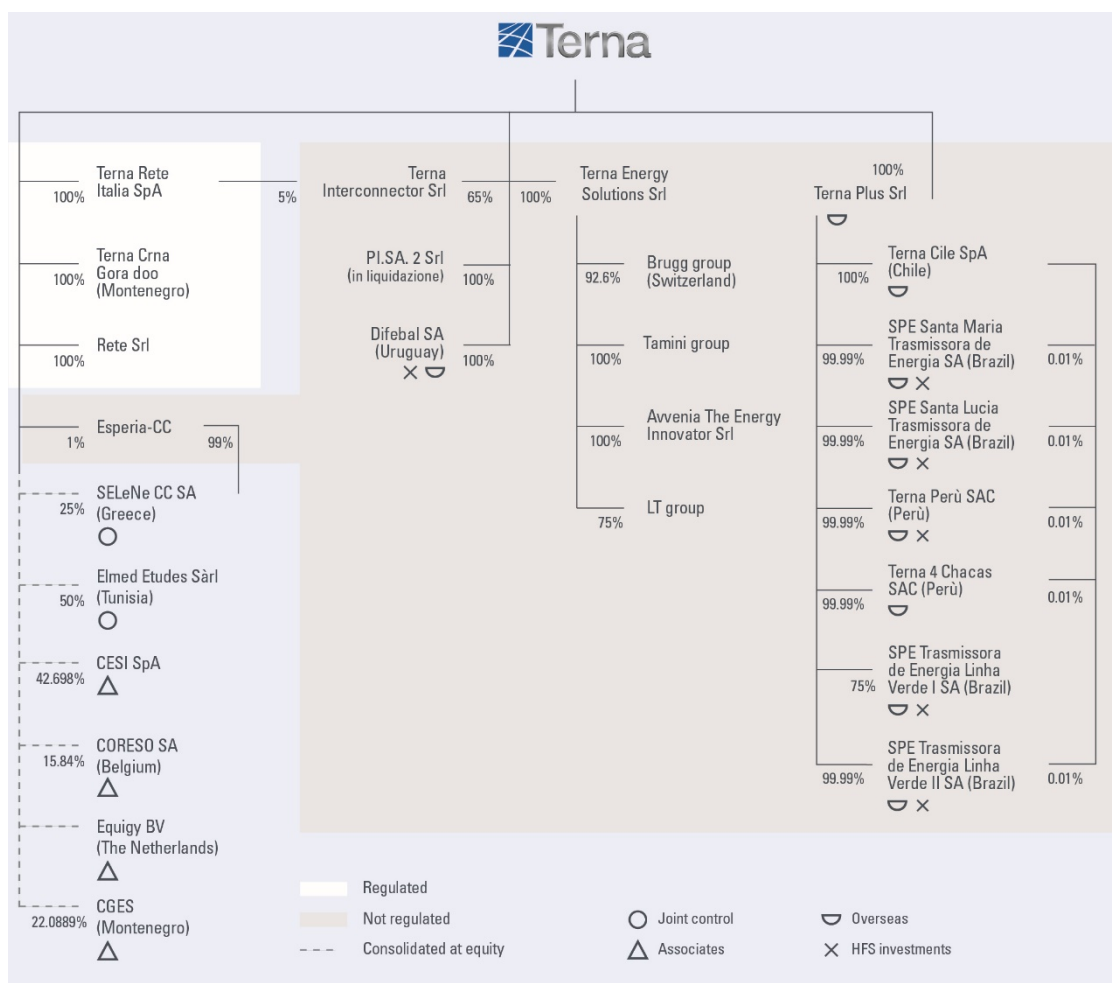 Terna
Terna Rete
Italia SpA
100%
5%
Terna Crna
Gora doo
(Montenegro)
100%
Rete Srl
100%
Esperia-CC
1%
99%
SELeNe CC SA
(Greece)
25%
Elmed Etudes Sàrl
(Tunisia)
50%
CESI SpA
42.698%
CORESO SA
(Belgium)
15.84%
Equigy BV
(The Netherlands)
CGES
(Montenegro)
22.0889%
Terna
Interconnector Srl
65%
PI.SA. 2 Srl
(in liquidazione)
100%
Difebal SA
(Uruguay)
100%
100%
Terna Energy
Solutions Srl
Brugg group
(Switzerland)
92.6%
Tamini group
100%
Avvenia The Energy
Innovator Srl
100%
LT group
75%
100%
Terna Plus Srl
Terna Cile SpA
(Chile)
100%
SPE Santa Maria
Trasmissora de
Energia SA (Brazil)
99.99%
0.01%
SPE Santa Lucia
Trasmissora de
Energia SA (Brazil)
99.99%
0.01%
Terna Perù SAC
(Perù)
99.99%
0.01%
Terna 4 Chacas
SAC (Perù)
99.99%
0.01%
SPE Trasmissora
de Energia Linha
Verde I SA (Brazil)
75%
SPE Trasmissora
de Energia Linha
Verde II SA (Brazil)
99.99%
0.01%
Regulated
Not regulated
Consolidated at equity
Joint control
Associates
Overseas
HFS investments